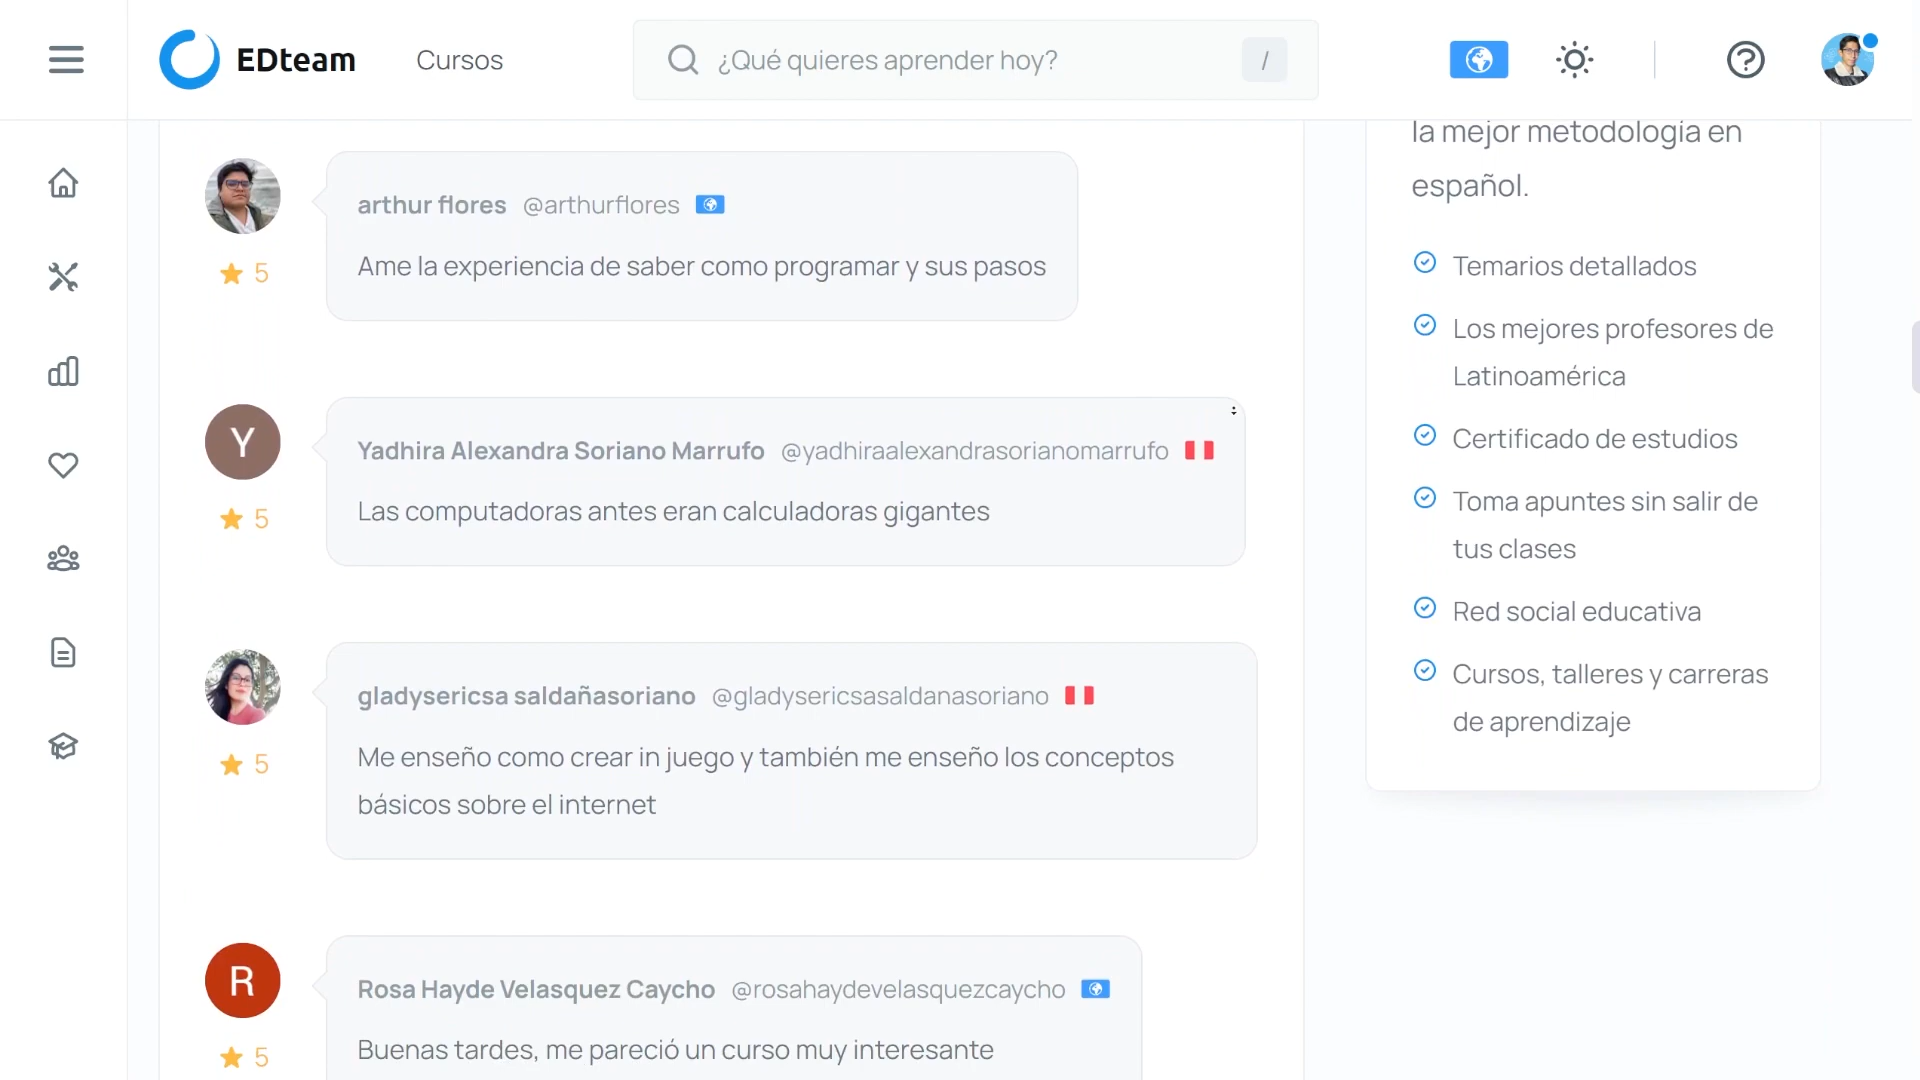 EDteam
Cursos
¿Qué quieres aprender hoy?
/
arthur flores @arthurflores
5
Ame la experiencia de saber como programar y sus pasos
Y
Yadhira Alexandra Soriano Marrufo @yadhiraalexandrasorianomarrufo
5
Las computadoras antes eran calculadoras gigantes
gladysericsa saldañasoriano @gladysericsasaldanasoriano
5
Me enseño como crear in juego y también me enseño los conceptos
básicos sobre el internet
R
Rosa Hayde Velasquez Caycho @rosahaydevelasquezcaycho
5
Buenas tardes, me pareció un curso muy interesante
la mejor metodología en
español.
Temarios detallados
Los mejores profesores de
Latinoamérica
Certificado de estudios
Toma apuntes sin salir de
tus clases
Red social educativa
Cursos, talleres y carreras
de aprendizaje